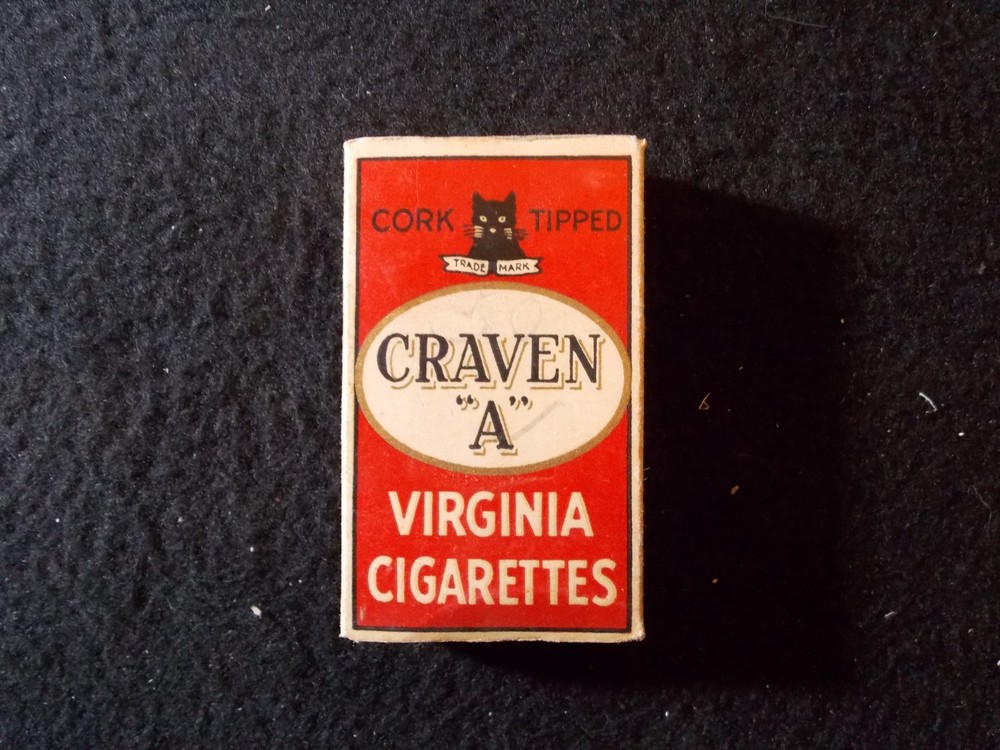 CORK TIPPED
TRADE MARK
CRAVEN
"A"
VIRGINIA
CIGARETTES